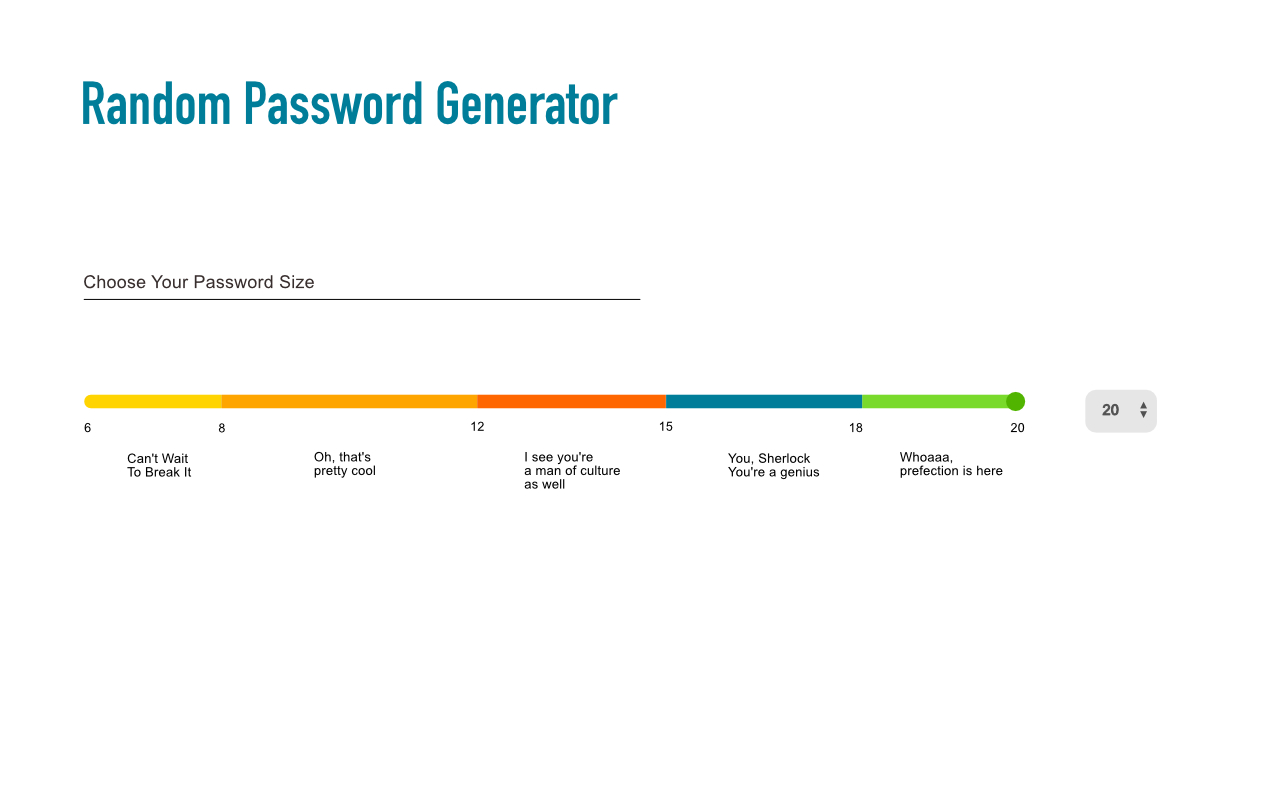 Random Password Generator
Choose Your Password Size
20
6
8
12
15
18
20
Can't Wait
To Break It
Oh, that's
pretty cool
I see you're
a man of culture
as well
You, Sherlock
You're a genius
Whoaaa,
prefection is here